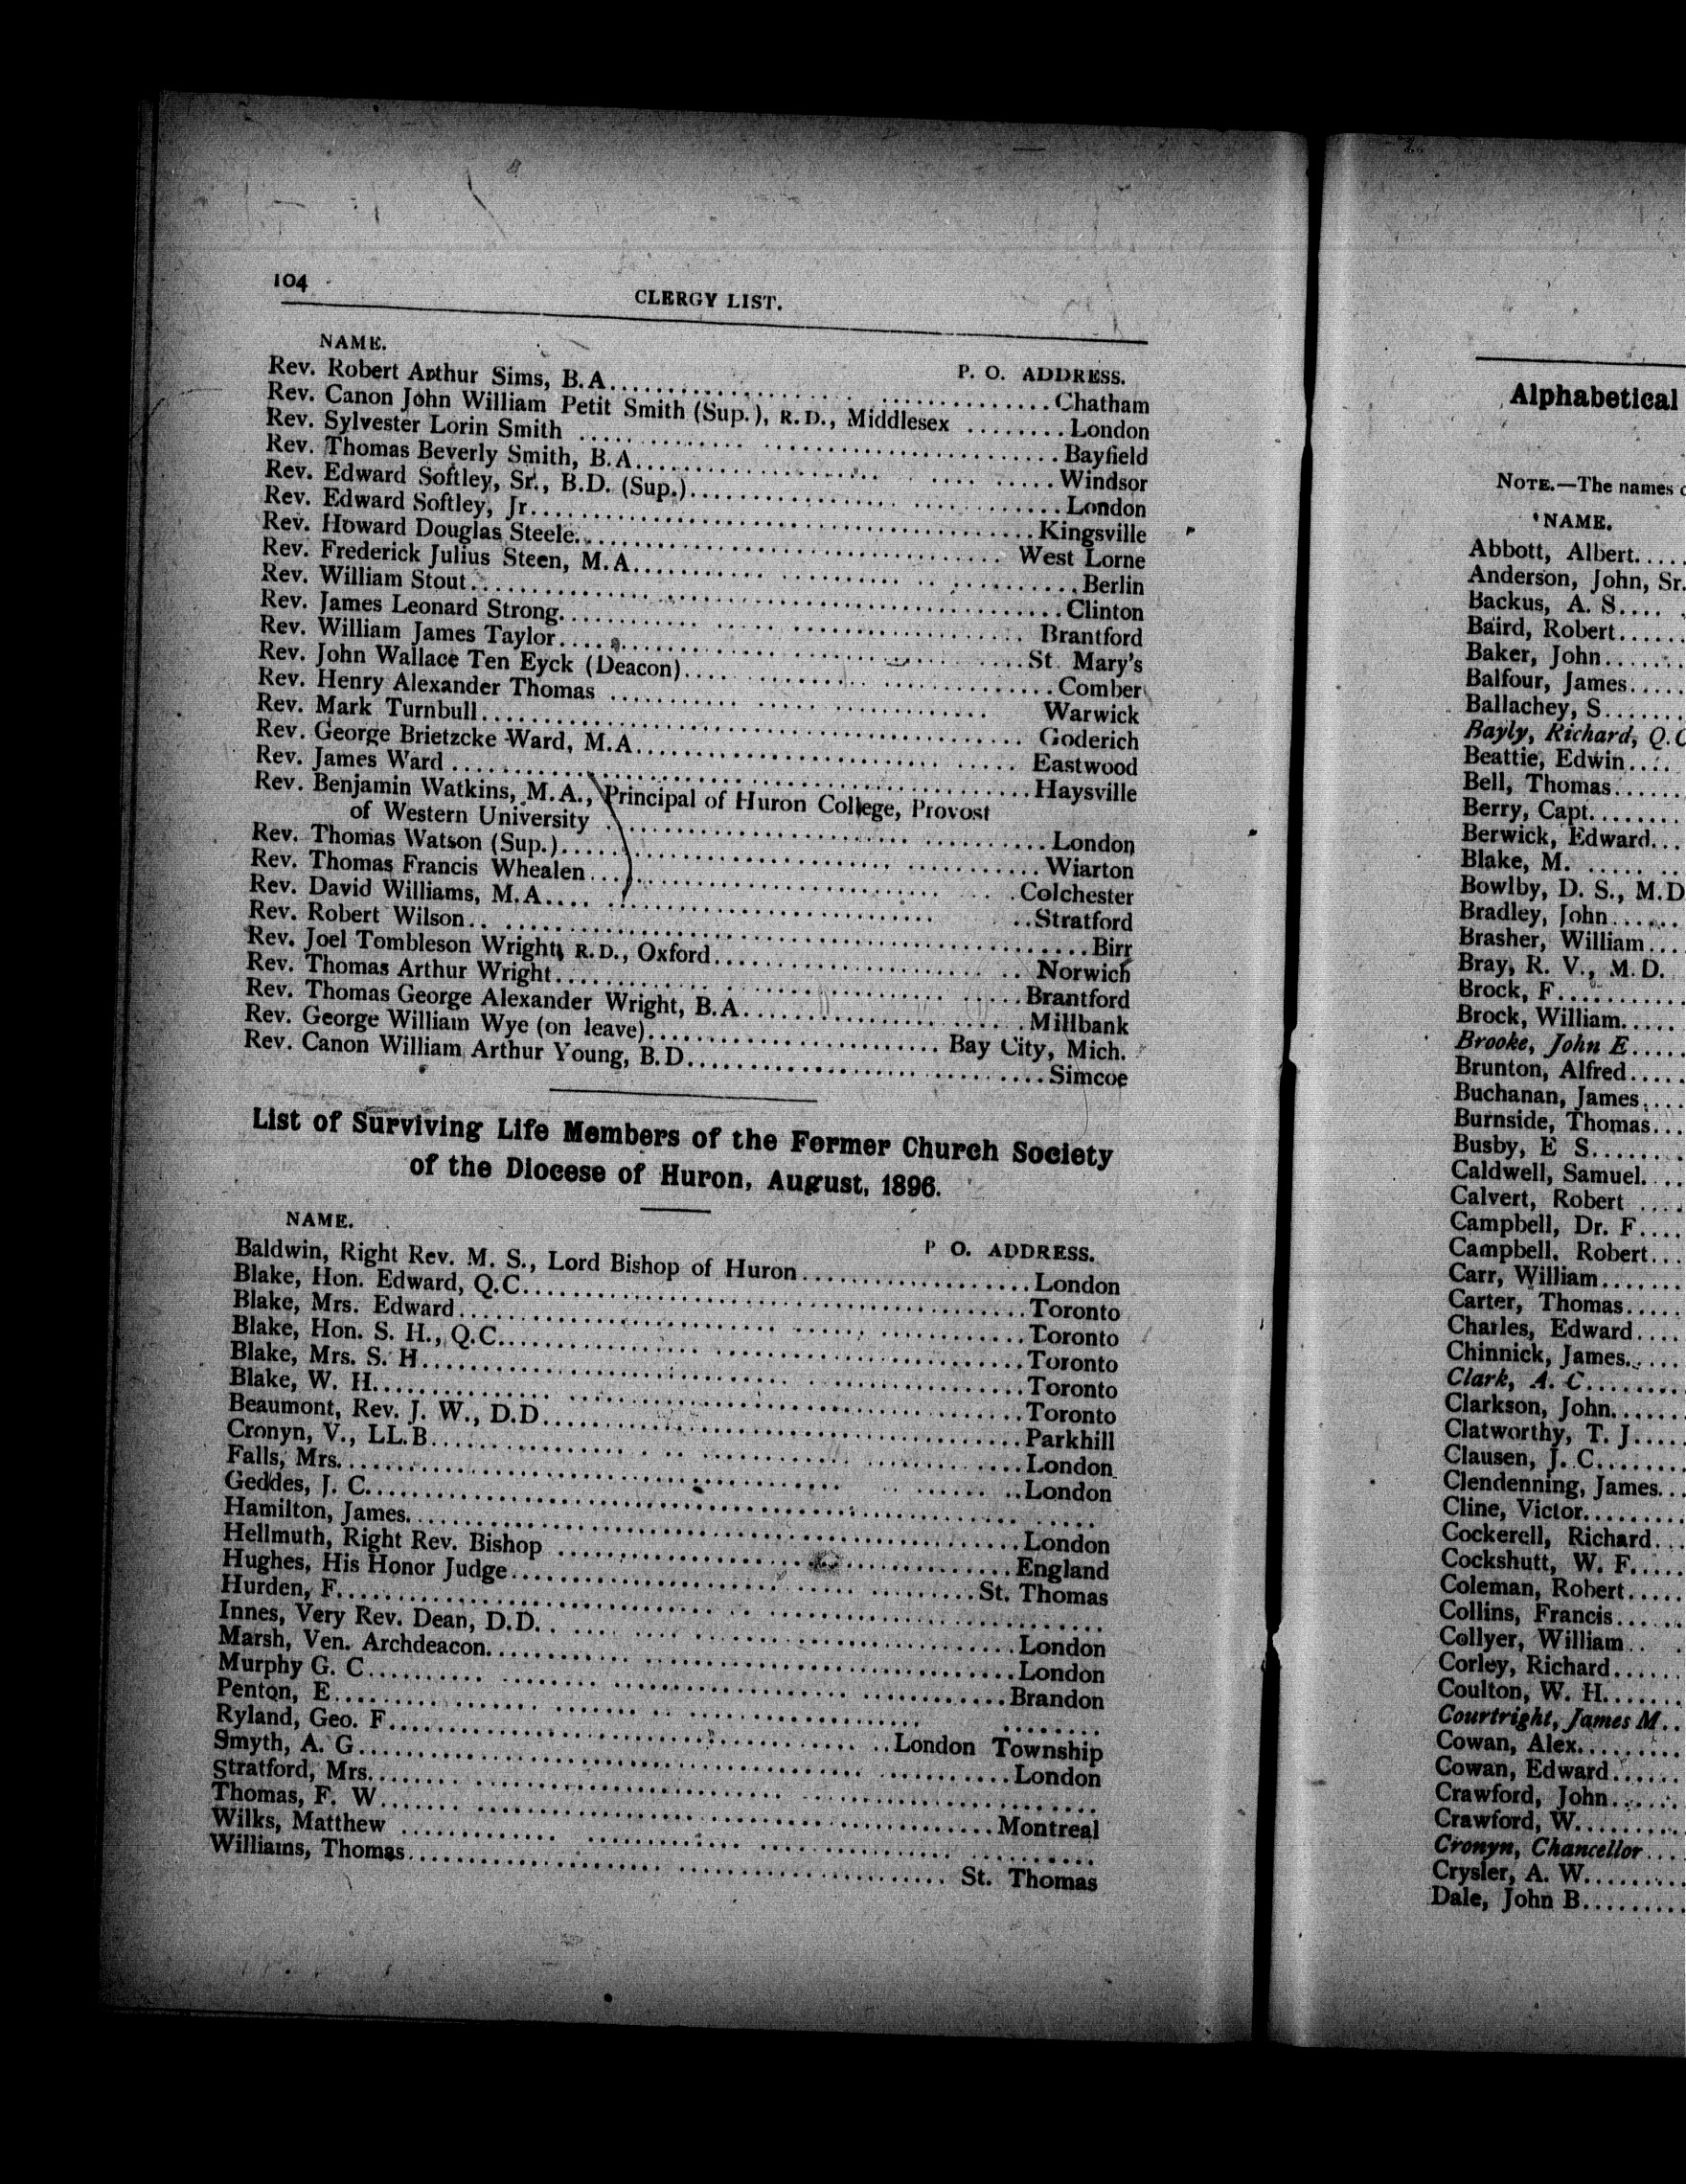 104
CLERGY LIST.
NAME. P. O. ADDRESS.
Rev. Robert Arthur Sims, B.A. Chatham
Rev. Canon John William Petit Smith (Sup.), R.D., Middlesex London
Rev. Sylvester Lorin Smith Bayfield
Rev. Thomas Beverly Smith, B.A. Windsor
Rev. Edward Softley, Sr., B.D. (Sup.) London
Rev. Edward Softley, Jr. Kingsville
Rev. Howard Douglas Steele. West Lorne
Rev. Frederick Julius Steen, M.A. Berlin
Rev. William Stout Clinton
Rev. James Leonard Strong. Brantford
Rev. William James Taylor St Mary's
Rev. John Wallace Ten Eyck (Deacon) Comber
Rev. Henry Alexander Thomas Warwick
Rev. Mark Turnbull Goderich
Rev. George Brietzcke Ward, M.A. Eastwood
Rev. James Ward Haysville
Rev. Benjamin Watkins, M.A., Principal of Huron College, Provost
of Western University London
Rev. Thomas Watson (Sup.) Wiarton
Rev. Thomas Francis Whealen Colchester
Rev. David Williams, M.A. Stratford
Rev. Robert Wilson Birr
Rev. Joel Tombleson Wright, R.D., Oxford Norwich
Rev. Thomas Arthur Wright Brantford
Rev. Thomas George Alexander Wright, B.A. Millbank
Rev. George William Wye (on leave) Bay City, Mich.
Rev. Canon William Arthur Young, B.D. Simcoe
List of Surviving Life Members of the Former Church Society
of the Diocese of Huron, August, 1896.
NAME. P O. ADDRESS.
Baldwin, Right Rev. M. S., Lord Bishop of Huron London
Blake, Hon. Edward, Q.C. Toronto
Blake, Mrs. Edward Toronto
Blake, Hon. S. H., Q.C. Toronto
Blake, Mrs. S. H. Toronto
Blake, W. H. Toronto
Beaumont, Rev. J. W., D.D. Parkhill
Cronyn, V., LL.B. London
Falls, Mrs. London
Geddes, J. C.
Hamilton, James. London
Hellmuth, Right Rev. Bishop England
Hughes, His Honor Judge St. Thomas
Hurden, F.
Innes, Very Rev. Dean, D.D. London
Marsh, Ven. Archdeacon. London
Murphy G. C. Brandon
Penton, E.
Ryland, Geo. F. London Township
Smyth, A. G. London
Stratford, Mrs.
Thomas, F. W. Montreal
Wilks, Matthew
Williams, Thomas St. Thomas
Alphabetical
NOTE.—The names
NAME.
Abbott, Albert
Anderson, John, Sr.
Backus, A. S.
Baird, Robert
Baker, John
Balfour, James
Ballachey, S.
Bayly, Richard, Q.C
Beattie, Edwin
Bell, Thomas
Berry, Capt.
Berwick, Edward
Blake, M.
Bowlby, D. S., M.D
Bradley, John
Brasher, William
Bray, R. V., M.D.
Brock, F.
Brock, William.
Brooke, John E.
Brunton, Alfred
Buchanan, James
Burnside, Thomas
Busby, E S.
Caldwell, Samuel.
Calvert, Robert
Campbell, Dr. F.
Campbell, Robert
Carr, William
Carter, Thomas
Charles, Edward
Chinnick, James.
Clark, A. C.
Clarkson, John.
Clatworthy, T. J.
Clausen, J. C.
Clendenning, James.
Cline, Victor.
Cockerell, Richard
Cockshutt, W. F.
Coleman, Robert
Collins, Francis
Collyer, William
Corley, Richard
Coulton, W. H.
Courtright, James M.
Cowan, Alex.
Cowan, Edward
Crawford, John
Crawford, W.
Cronyn, Chancellor
Crysler, A. W.
Dale, John B.